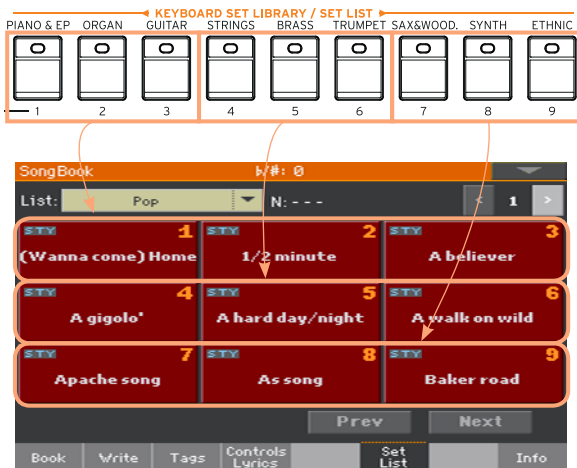 KEYBOARD SET LIBRARY / SET LIST
PIANO & EP ORGAN GUITAR STRINGS BRASS TRUMPET SAX&WOOD. SYNTH ETHNIC
1 2 3 4 5 6 7 8 9
SongBook b/#: 0
List: Pop N:--- < 1 >
STY 1 STY 2 STY 3
(Wanna come) Home 1/2 minute A believer
STY 4 STY 5 STY 6
A gigolo' A hard day/night A walk on wild
STY 7 STY 8 STY 9
Apache song As song Baker road
Prev Next
Book Write Tags Controls Lyrics Set List Info